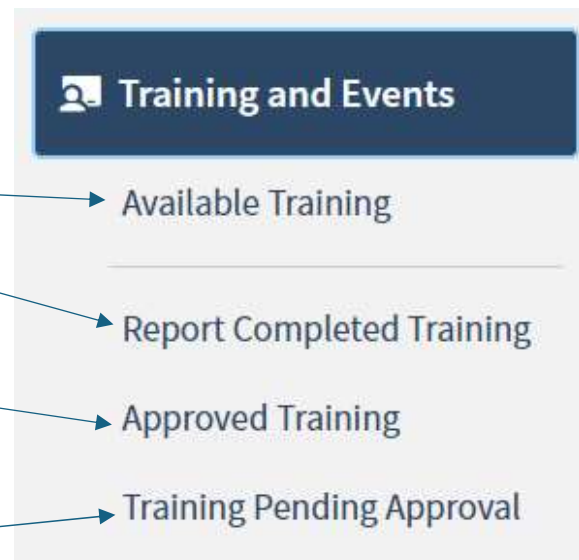 Training and Events
Available Training
Report Completed Training
Approved Training
Training Pending Approval